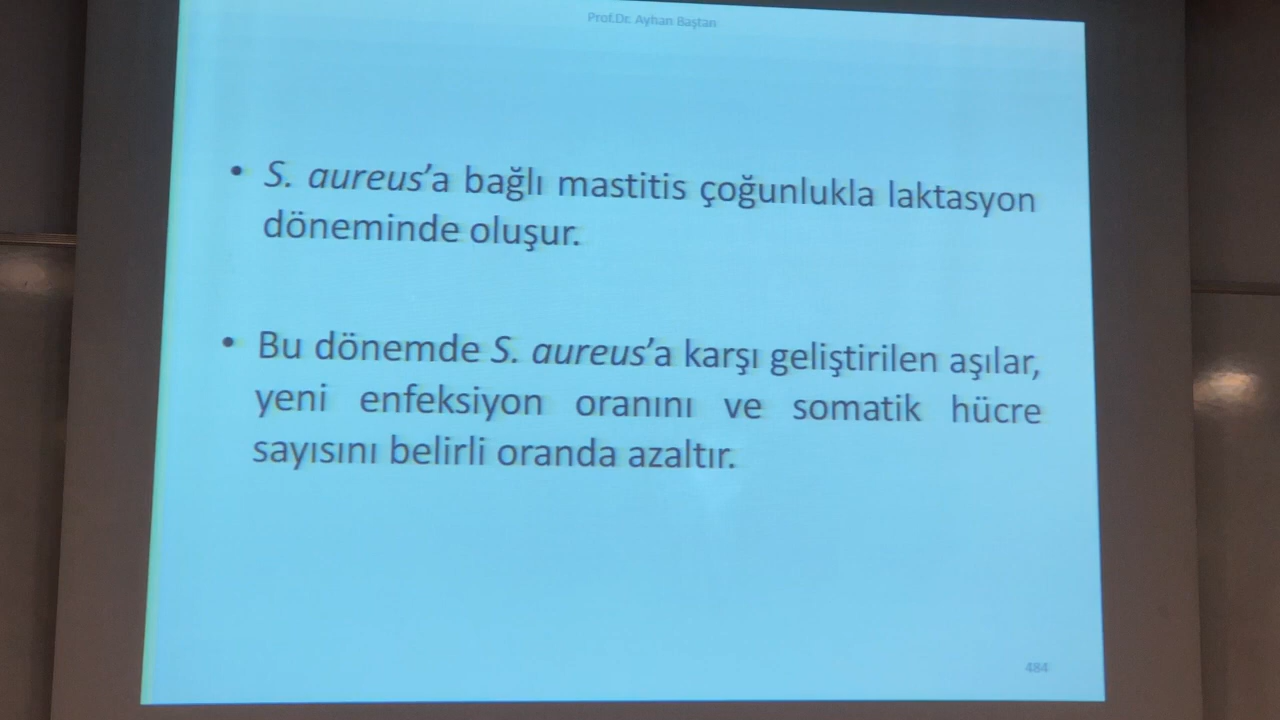 Prof.Dr. Ayhan Baştan
• S. aureus’a bağlı mastitis çoğunlukla laktasyon
döneminde oluşur.
• Bu dönemde S. aureus’a karşı geliştirilen aşılar,
yeni enfeksiyon oranını ve somatik hücre
sayısını belirli oranda azaltır.
484